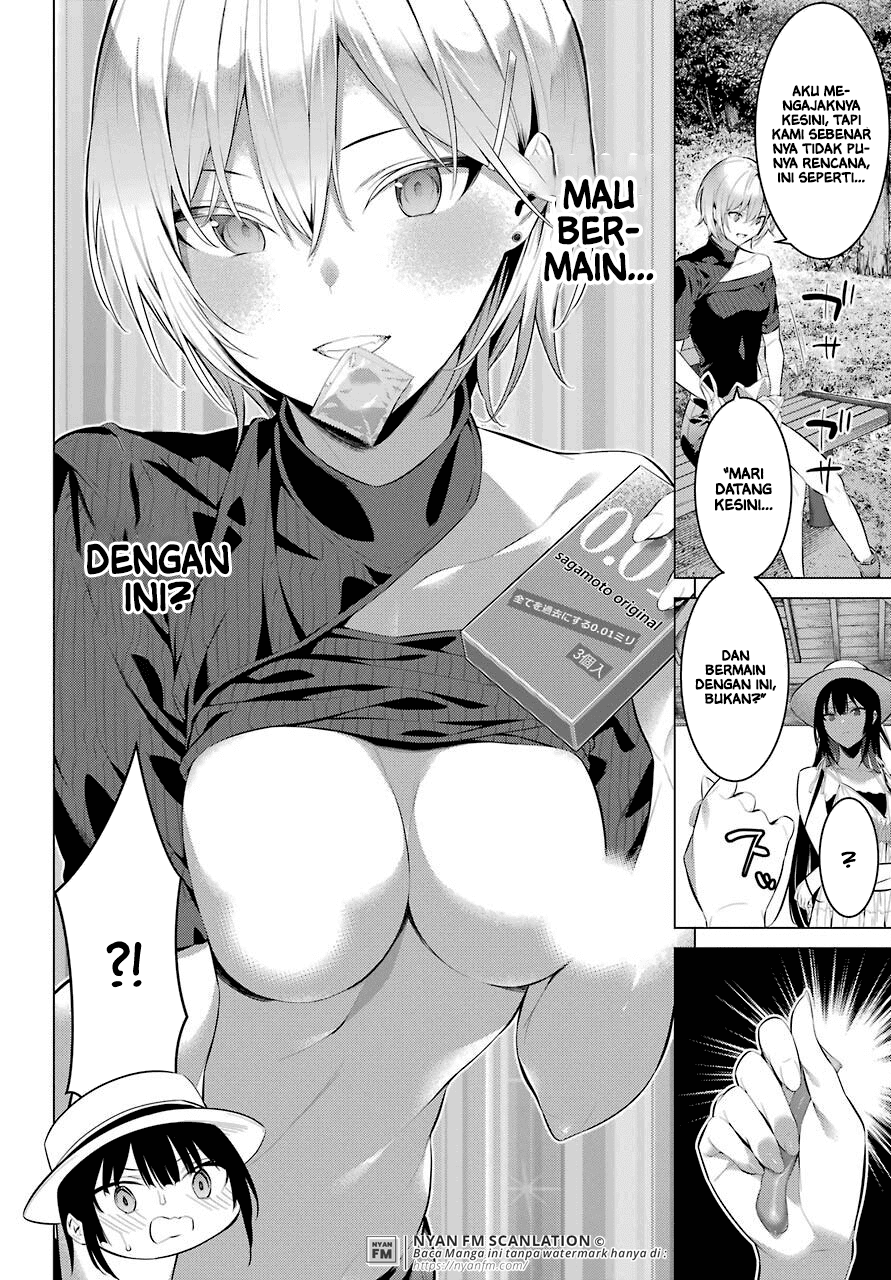 AKU ME-
NGAJAKNYA
KESINI, TAPI
KAMI SEBENAR
NYA TIDAK PU-
NYA RENCANA,
INI SEPERTI...
"MARI
DATANG
KESINI...
DAN
BERMAIN
DENGAN INI,
BUKAN?"
?
MAU
BER-
MAIN...
DENGAN
INI?
0.01
sagamoto original
全てを過去にする0.01ミリ
3個入
?!
NYAN
FM
NYAN FM SCANLATION ©
Baca Manga ini tanpa watermark hanya di :
https://nyanfm.com/